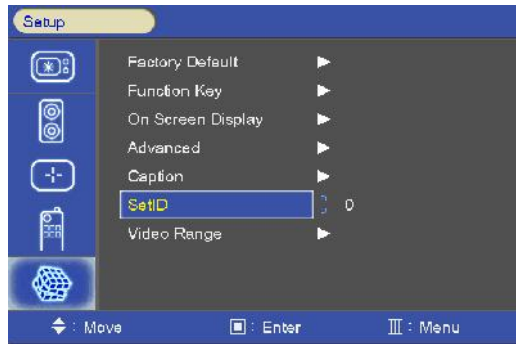 Setup
Factory Default
Function Key
On Screen Display
Advanced
Caption
SetID 0
Video Range
: Move : Enter : Menu